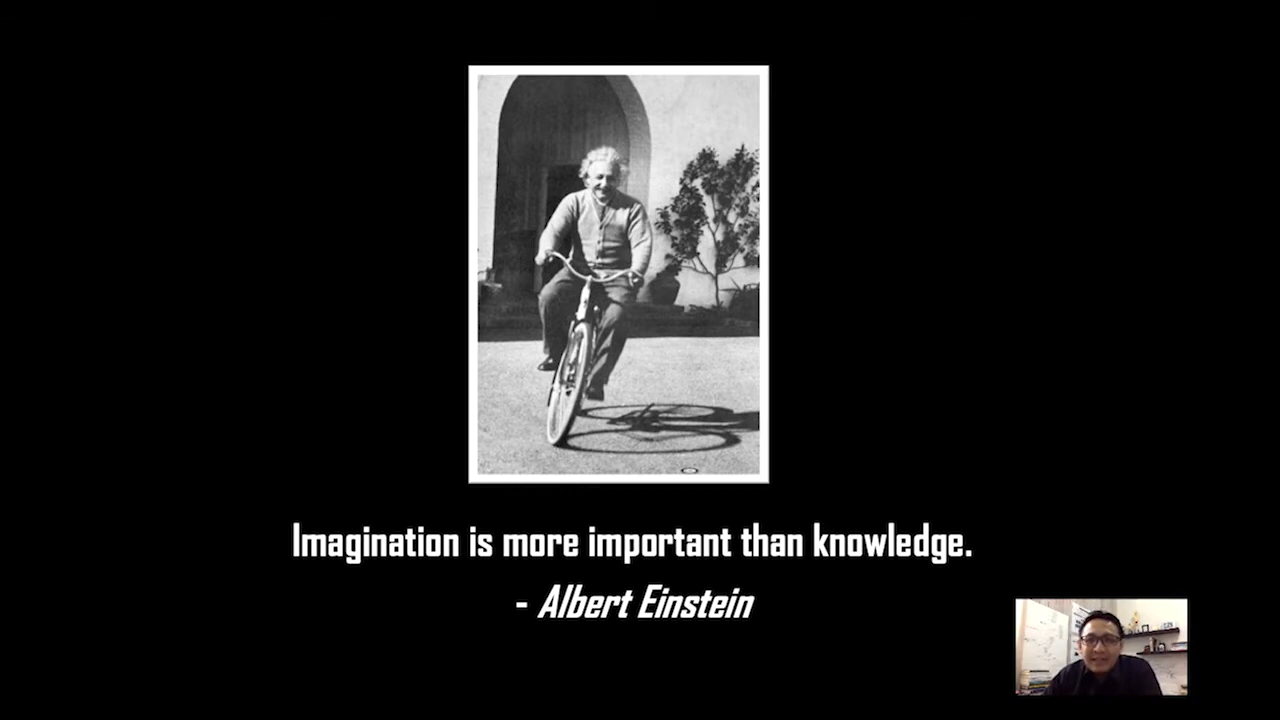 Imagination is more important than knowledge.
- Albert Einstein